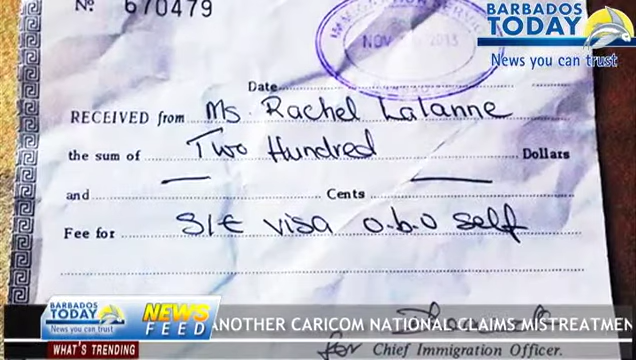 Nº 670479
BARBADOS
TODAY
News you can trust
IMMIGRATION SERVICES
NOV 2013
Date
RECEIVED from Ms Rachel Lalanne
the sum of Two Hundred Dollars
and — Cents —
Fee for S/E visa o.b.o self
for Chief Immigration Officer.
BARBADOS
TODAY
News you can trust
NEWS
FEED
ANOTHER CARICOM NATIONAL CLAIMS MISTREATMEN
WHAT'S TRENDING